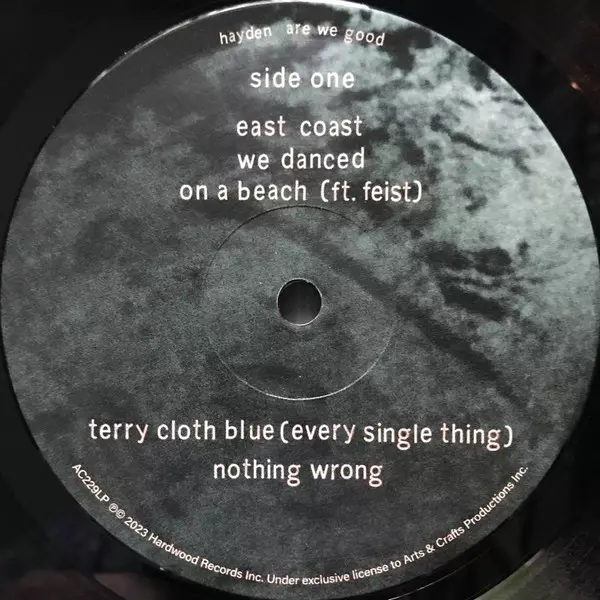 hayden are we good
side one
east coast
we danced
on a beach (ft. feist)
terry cloth blue (every single thing)
nothing wrong
AC229LP ℗© 2023 Hardwood Records Inc. Under exclusive license to Arts & Crafts Productions Inc.